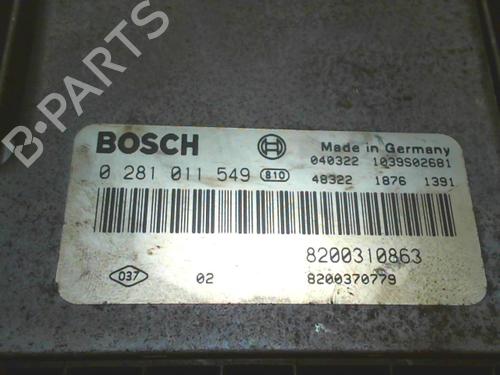 B-PARTS
BOSCH
Made in Germany
040322 1039S02681
0 281 011 549 810
48322 1876 1391
8200310863
037 02 8200370779